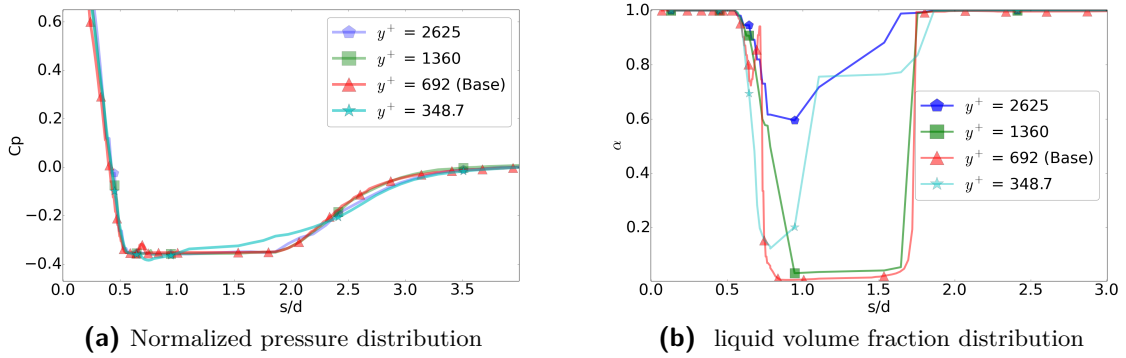 0.6
0.4
0.2
0.0
−0.2
−0.4
Cp
0.0 0.5 1.0 1.5 2.0 2.5 3.0 3.5
s/d
y+ = 2625
y+ = 1360
y+ = 692 (Base)
y+ = 348.7
(a) Normalized pressure distribution
1.0
0.8
0.6
0.4
0.2
α
0.0 0.5 1.0 1.5 2.0 2.5 3.0
s/d
y+ = 2625
y+ = 1360
y+ = 692 (Base)
y+ = 348.7
(b) liquid volume fraction distribution